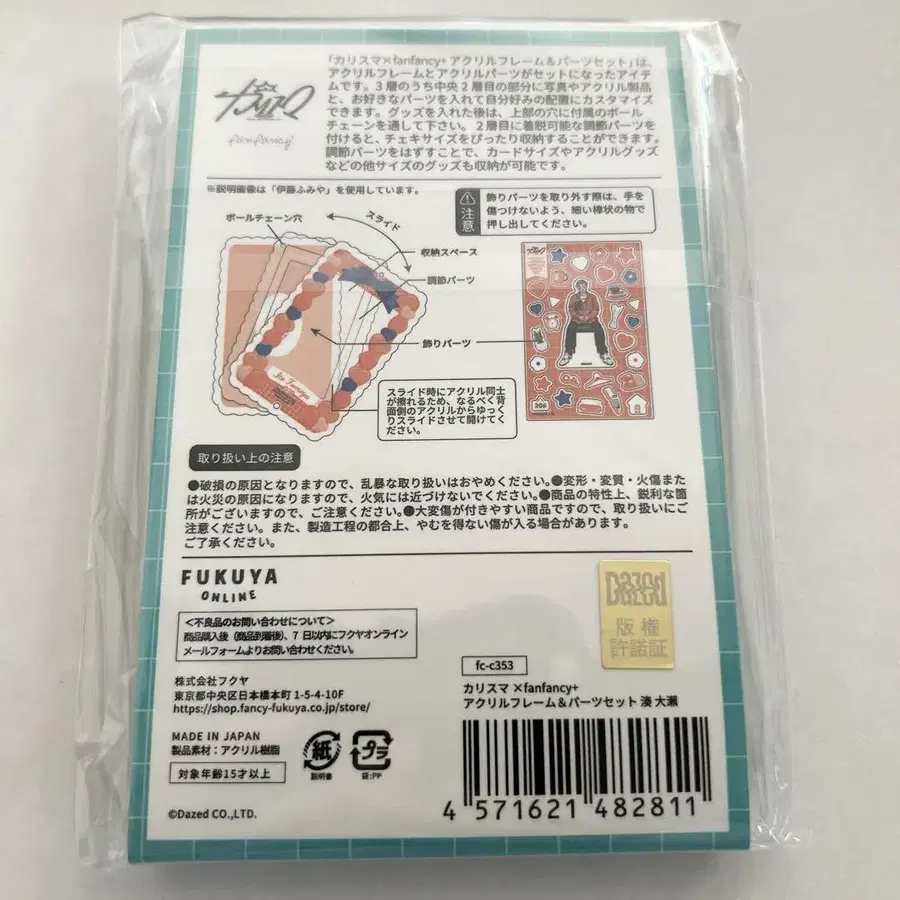 カリスマ
fanfancy+
「カリスマ×fanfancy+ アクリルフレーム＆パーツセット」は、
アクリルフレームとアクリルパーツがセットになったアイテ
ムです。3層のうち中央2層目の部分に写真やアクリル製品
と、お好きなパーツを入れて自分好みの配置にカスタマイズ
できます。グッズを入れた後は、上部の穴に付属のボール
チェーンを通して下さい。2層目に着脱可能な調節パーツを
付けると、チェキサイズをぴったり収納することができます。
調節パーツをはずすことで、カードサイズやアクリルグッズ
などの他サイズのグッズも収納が可能です。
※説明画像は「伊藤ふみや」を使用しています。
注意
飾りパーツを取り外す際は、手を
傷つけないよう、細い棒状の物で
押し出してください。
ボールチェーン穴
スライド
収納スペース
調節パーツ
飾りパーツ
Ito Fumiya
206
スライド時にアクリル同士
が擦れるため、なるべく背
面側のアクリルからゆっく
りスライドさせて開けてく
ださい。
取り扱い上の注意
●破損の原因となりますので、乱暴な取り扱いはおやめください。●変形・変質・火傷また
は火災の原因になりますので、火気には近づけないでください。●商品の特性上、鋭利な箇
所がございますので、ご注意ください。●大変傷が付きやすい商品ですので、取り扱いにご
注意ください。また、製造工程の都合上、やむを得ない傷が入る場合があります。
ご了承ください。
FUKUYA
ONLINE
＜不良品のお問い合わせについて＞
商品購入後（商品到着後）、7日以内にフクヤオンライン
メールフォームよりお問い合わせください。
Dazed
版権
許諾証
株式会社フクヤ
東京都中央区日本橋本町 1-5-4-10F
https://shop.fancy-fukuya.co.jp/store/
fc-c353
カリスマ ×fanfancy+
アクリルフレーム＆パーツセット 湊 大瀬
MADE IN JAPAN
製品素材：アクリル樹脂
対象年齢15才以上
紙
説明書
プラ
袋:PP
©Dazed CO.,LTD.
4 571621 482811